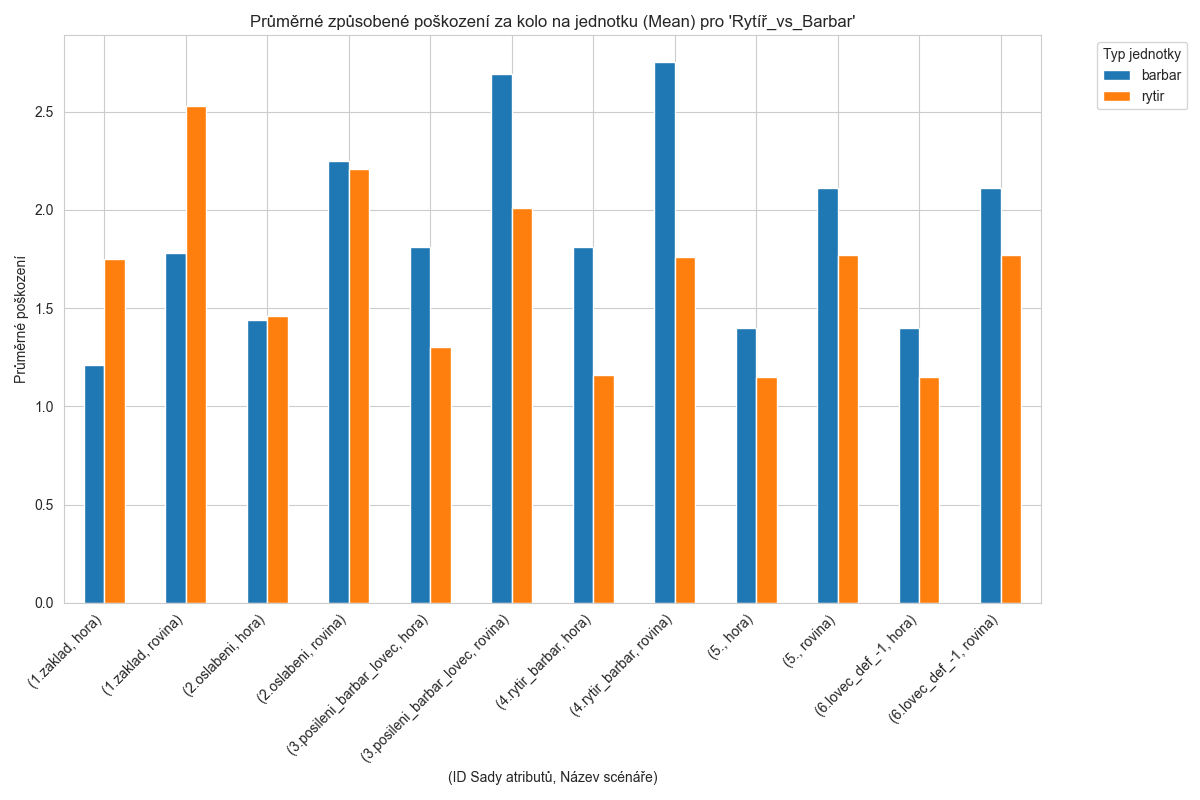 Průměrné způsobené poškození za kolo na jednotku (Mean) pro 'Rytíř_vs_Barbar'
Typ jednotky
barbar
rytir
Průměrné poškození
2.5
2.0
1.5
1.0
0.5
0.0
(1.zaklad, hora)
(1.zaklad, rovina)
(2.oslabeni, hora)
(2.oslabeni, rovina)
(3.posileni_barbar_lovec, hora)
(3.posileni_barbar_lovec, rovina)
(4.rytir_barbar, hora)
(4.rytir_barbar, rovina)
(5., hora)
(5., rovina)
(6.lovec_def_-1, hora)
(6.lovec_def_-1, rovina)
(ID Sady atributů, Název scénáře)